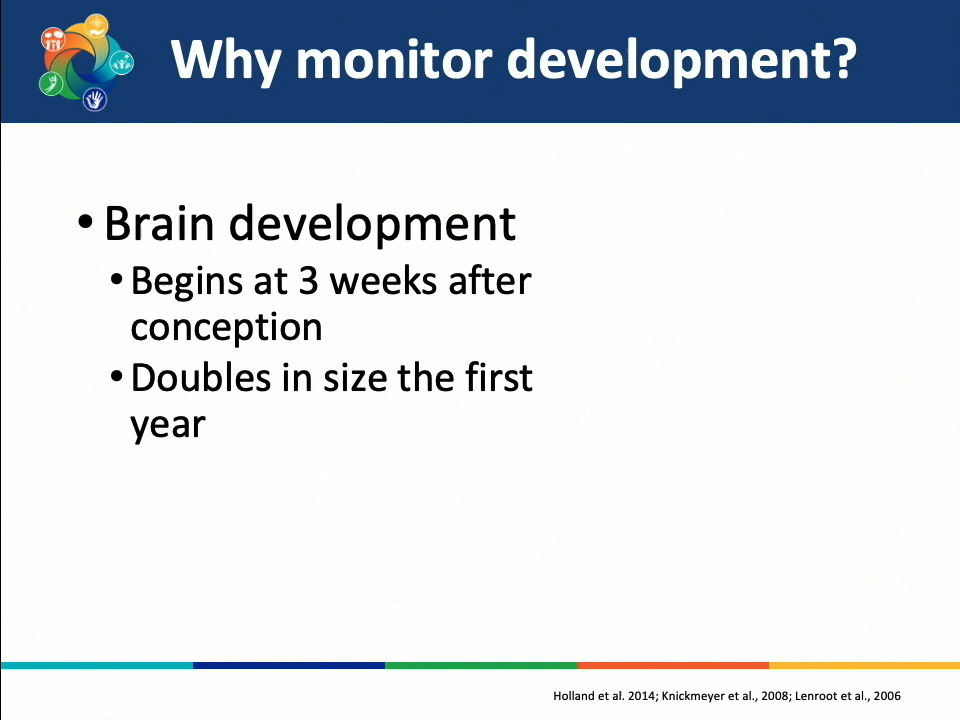 Why monitor development?
• Brain development
• Begins at 3 weeks after
conception
• Doubles in size the first
year
Holland et al. 2014; Knickmeyer et al., 2008; Lenroot et al., 2006